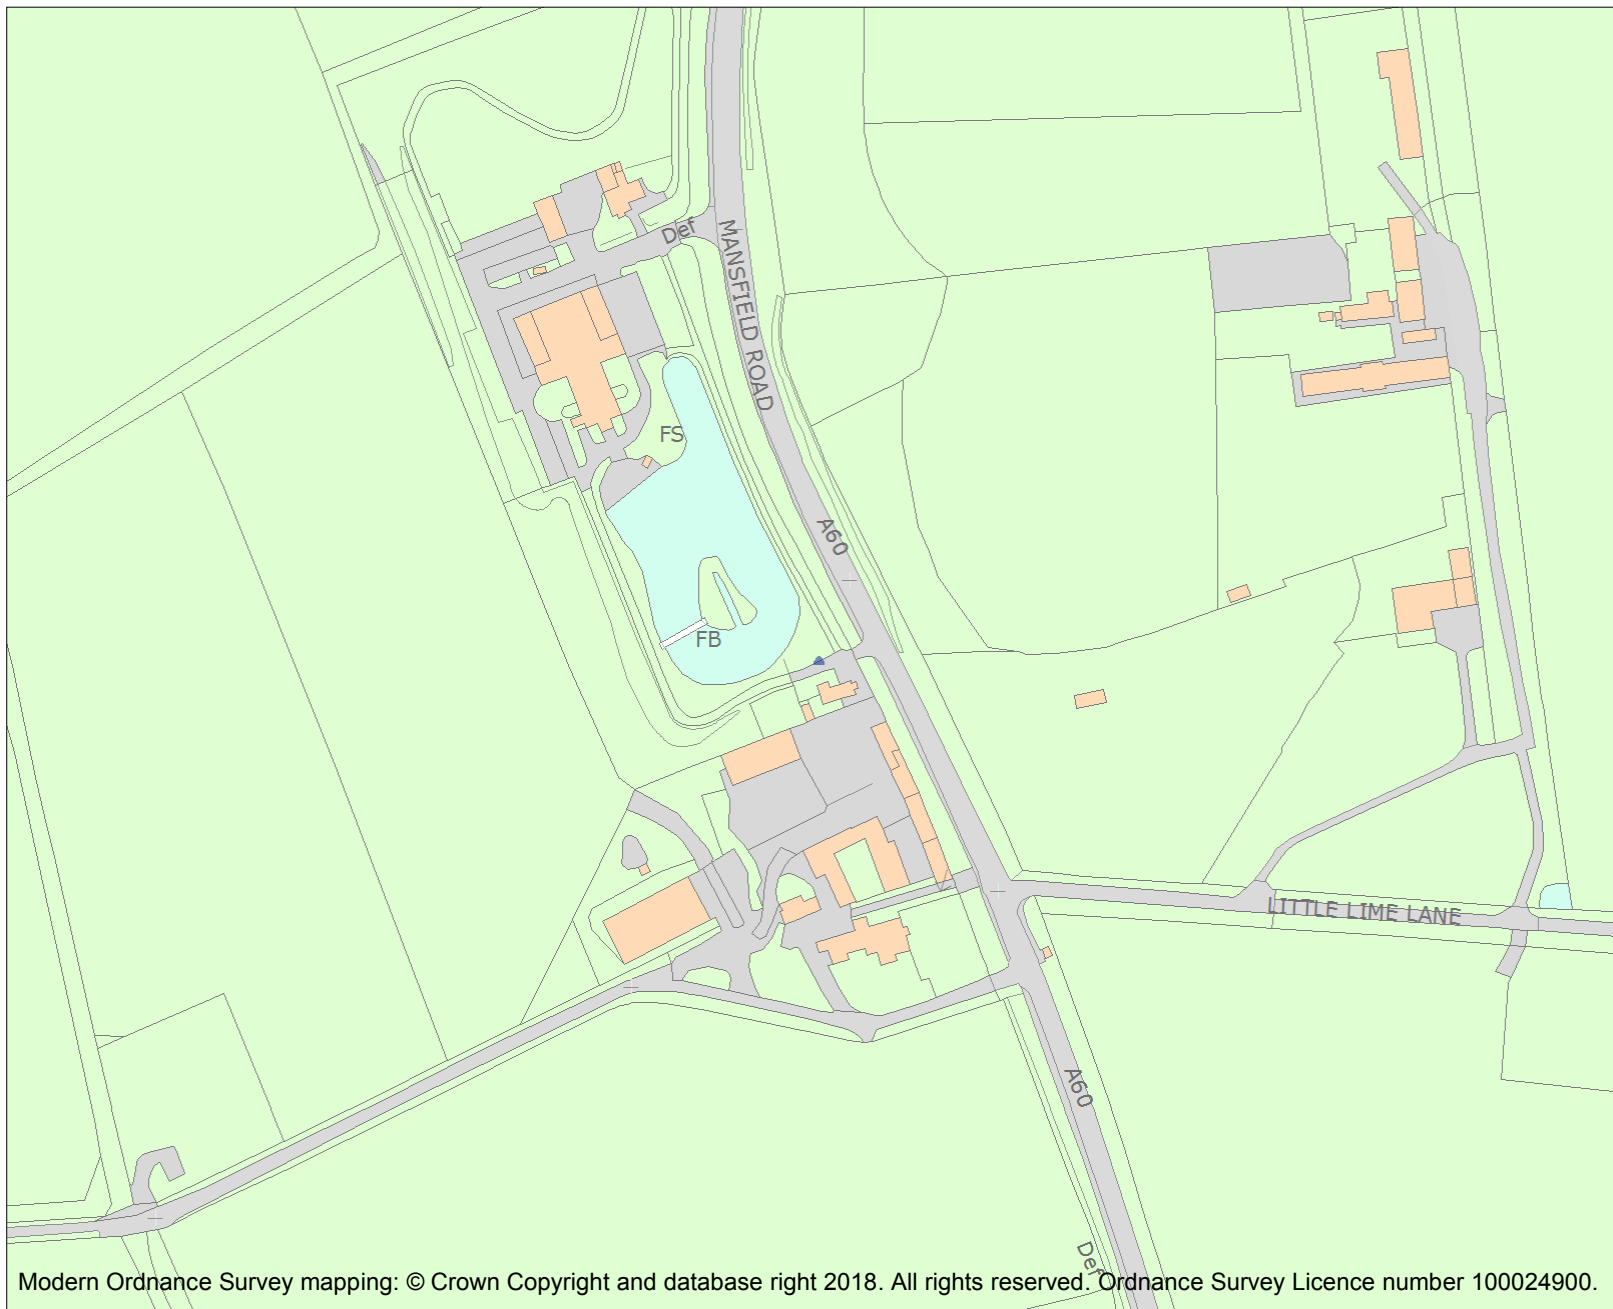 Def
MANSFIELD ROAD
FS
A60
FB
LITTLE LIME LANE
A60
Def
Modern Ordnance Survey mapping: © Crown Copyright and database right 2018. All rights reserved. Ordnance Survey Licence number 100024900.